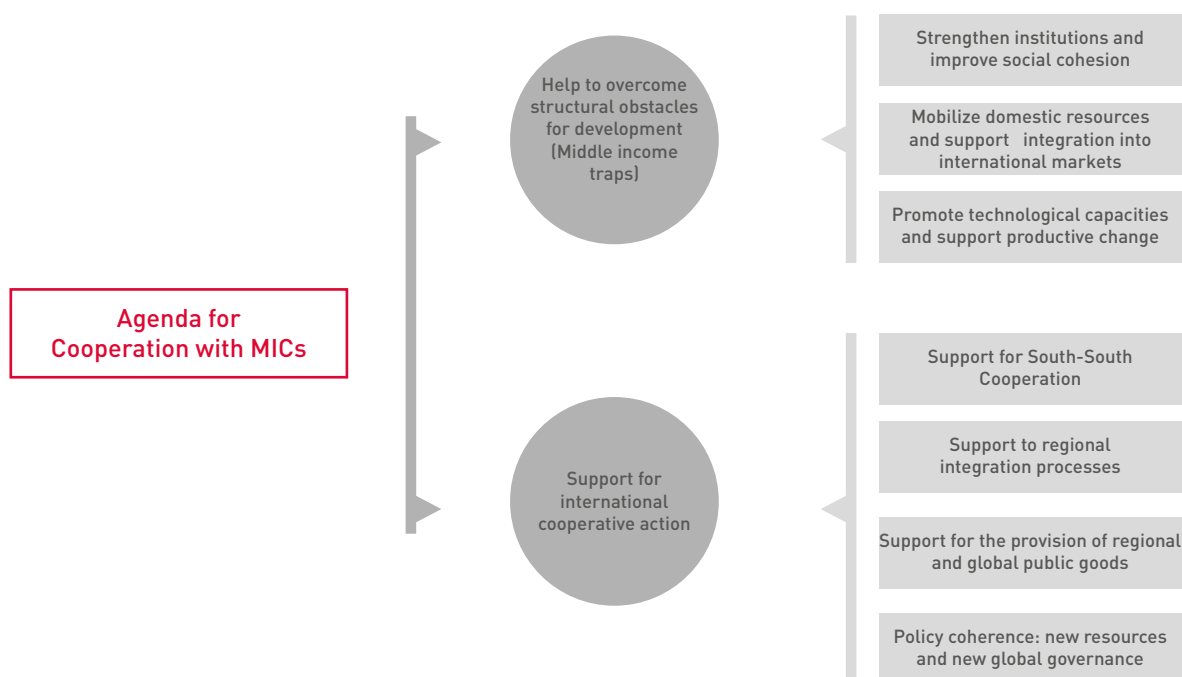 Agenda for
Cooperation with MICs
Help to overcome
structural obstacles
for development
(Middle income
traps)
Strengthen institutions and
improve social cohesion
Mobilize domestic resources
and support integration into
international markets
Promote technological capacities
and support productive change
Support for
international
cooperative action
Support for South-South
Cooperation
Support to regional
integration processes
Support for the provision of regional
and global public goods
Policy coherence: new resources
and new global governance